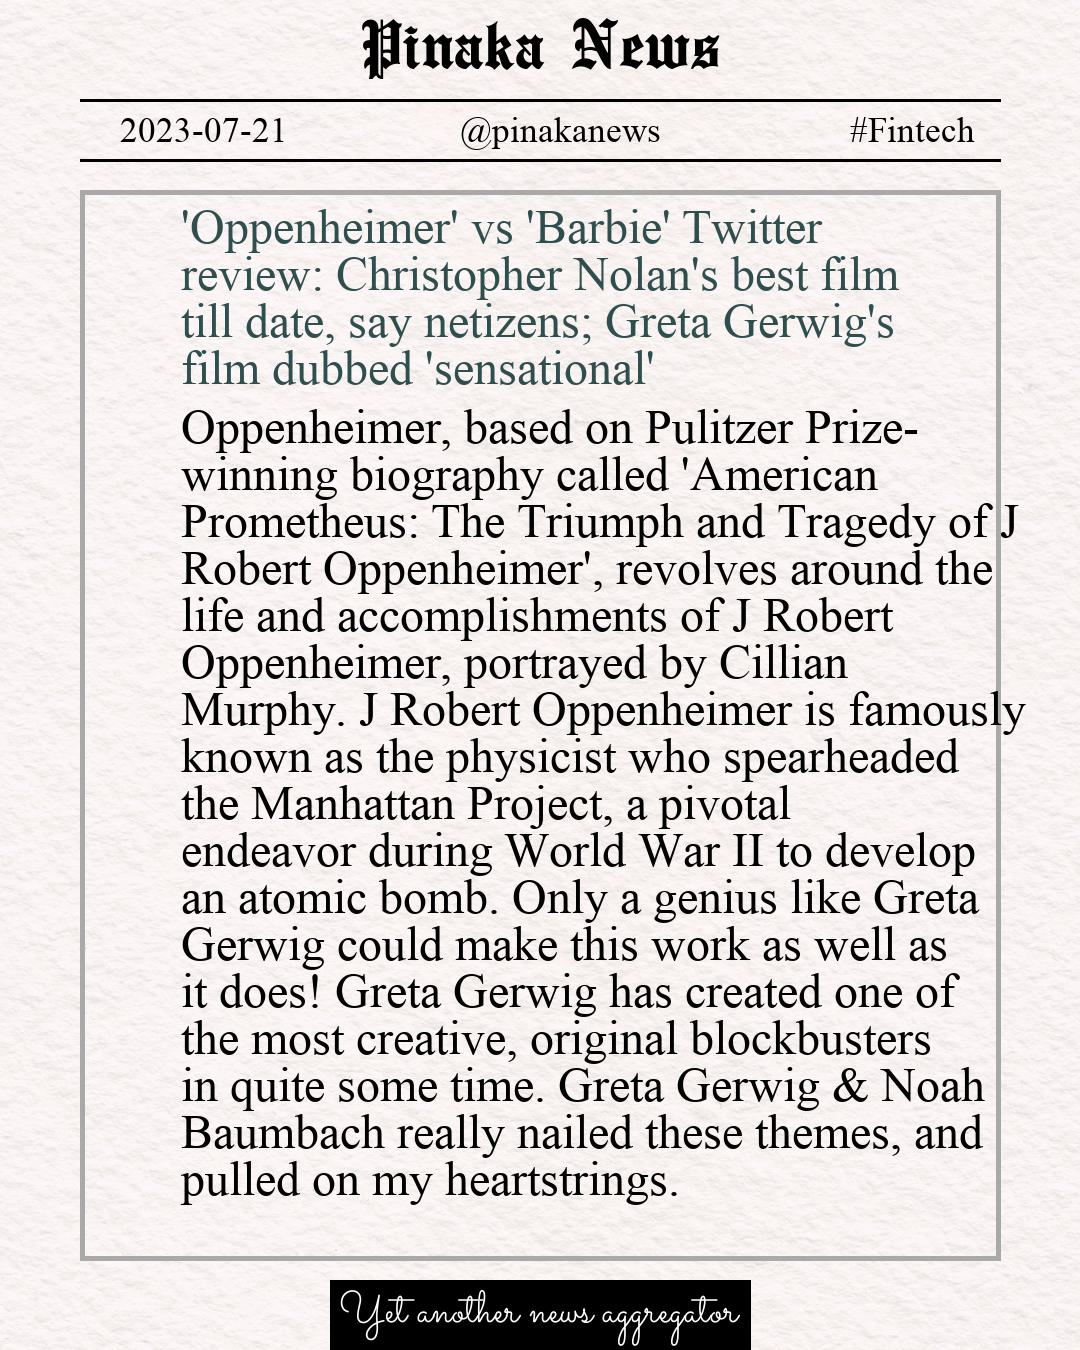 Pinaka News
2023-07-21 @pinakanews #Fintech
'Oppenheimer' vs 'Barbie' Twitter
review: Christopher Nolan's best film
till date, say netizens; Greta Gerwig's
film dubbed 'sensational'
Oppenheimer, based on Pulitzer Prize-
winning biography called 'American
Prometheus: The Triumph and Tragedy of J
Robert Oppenheimer', revolves around the
life and accomplishments of J Robert
Oppenheimer, portrayed by Cillian
Murphy. J Robert Oppenheimer is famously
known as the physicist who spearheaded
the Manhattan Project, a pivotal
endeavor during World War II to develop
an atomic bomb. Only a genius like Greta
Gerwig could make this work as well as
it does! Greta Gerwig has created one of
the most creative, original blockbusters
in quite some time. Greta Gerwig & Noah
Baumbach really nailed these themes, and
pulled on my heartstrings.
Yet another news aggregator